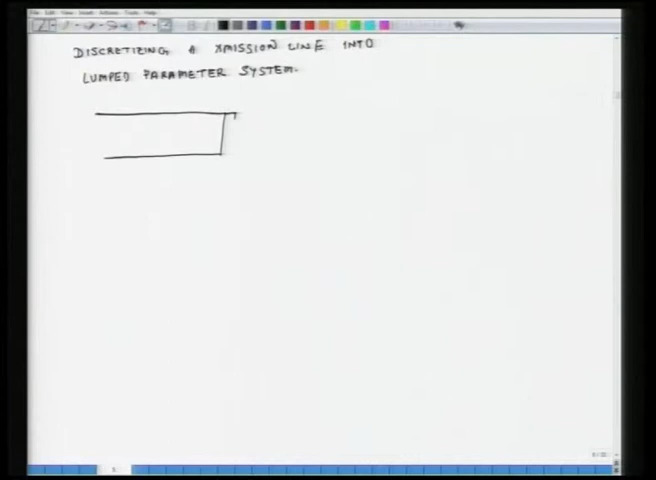 DISCRETIZING A XMISSION LINE INTO
LUMPED PARAMETER SYSTEM.